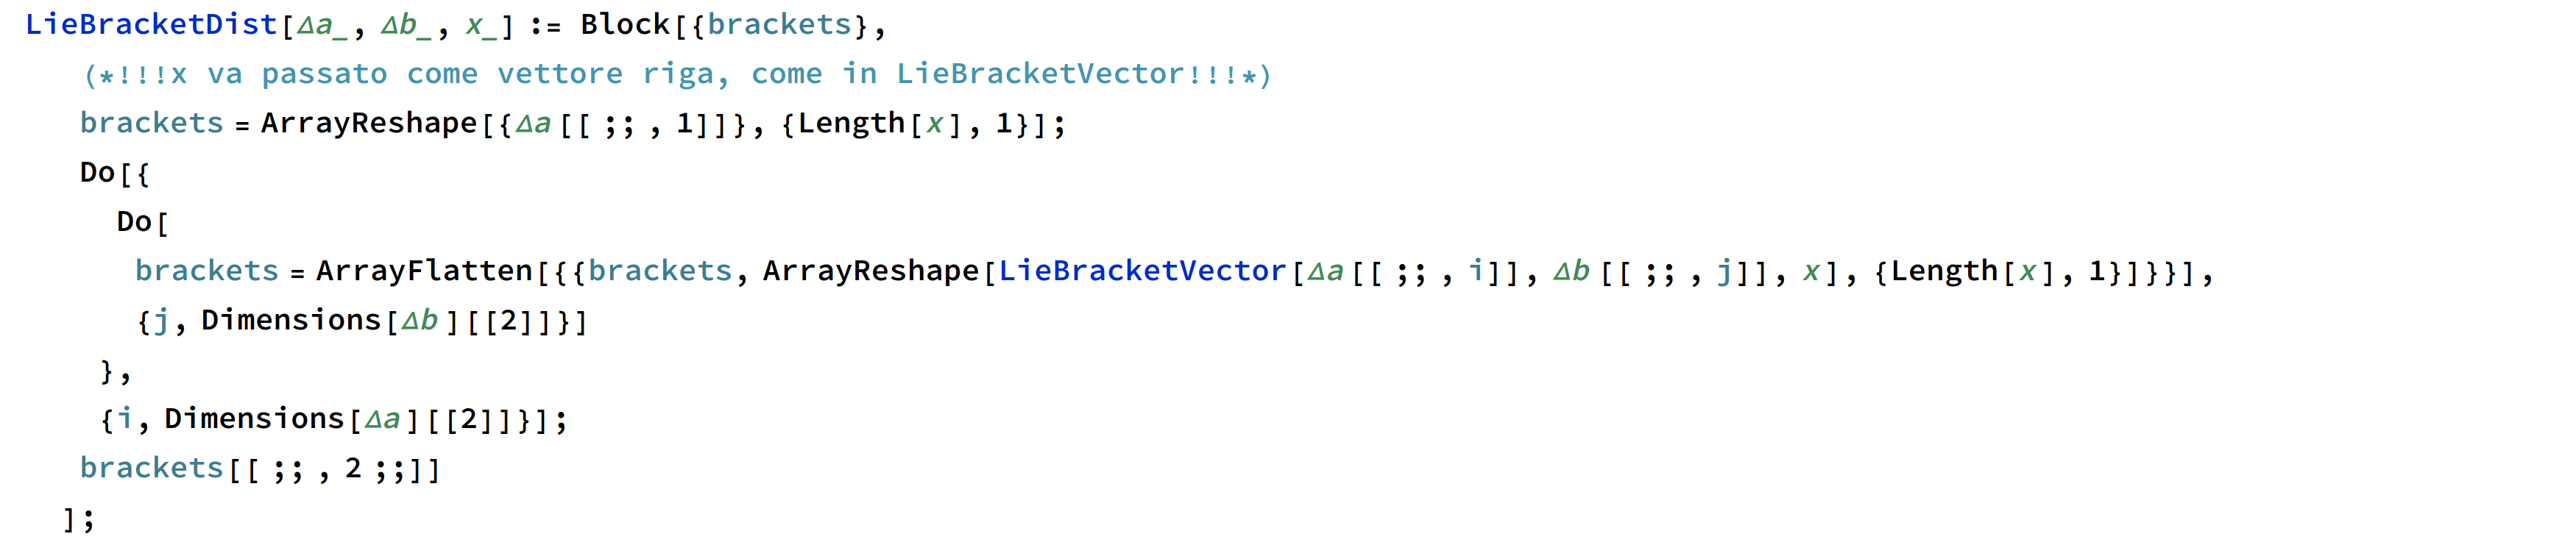 LieBracketDist[Δa_, Δb_, x_] := Block[{brackets},
(*!!!x va passato come vettore riga, come in LieBracketVector!!!*)
brackets = ArrayReshape[{Δa[[ ;; , 1]]}, {Length[x], 1}];
Do[{
Do[
brackets = ArrayFlatten[{{brackets, ArrayReshape[LieBracketVector[Δa[[ ;; , i]], Δb[[ ;; , j]], x], {Length[x], 1}]}}],
{j, Dimensions[Δb][[2]]}]
},
{i, Dimensions[Δa][[2]]}];
brackets[[ ;; , 2 ;;]]
];